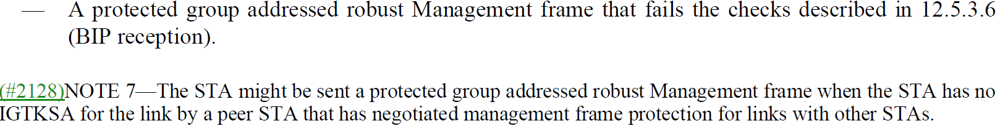 — A protected group addressed robust Management frame that fails the checks described in 12.5.3.6
(BIP reception).
(#2128)NOTE 7—The STA might be sent a protected group addressed robust Management frame when the STA has no
IGTKSA for the link by a peer STA that has negotiated management frame protection for links with other STAs.